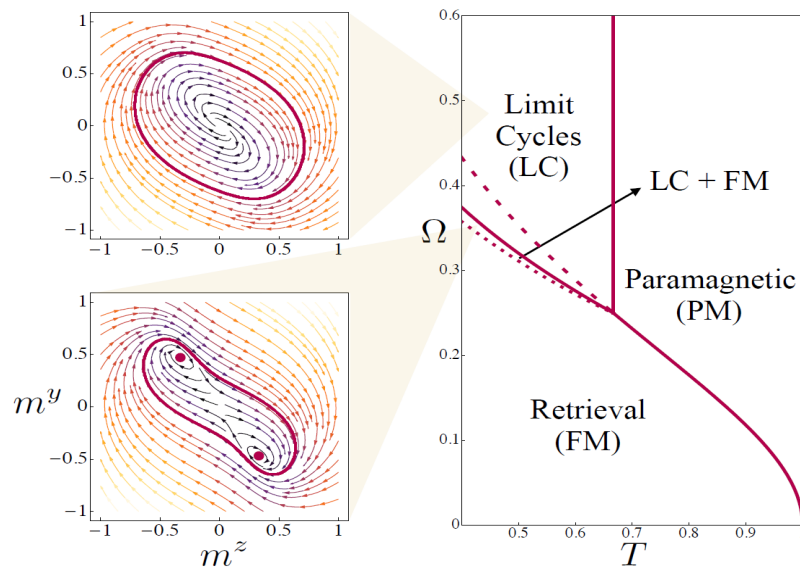 1
0.5
0
−0.5
−1
−1
−0.5
0
0.5
1
1
0.5
0
−0.5
−1
−1
−0.5
0
0.5
1
m^y
m^z
0.6
0.5
0.4
0.3
0.2
0.1
0
Ω
Limit
Cycles
(LC)
LC + FM
Paramagnetic
(PM)
Retrieval
(FM)
0.5
0.6
0.7
0.8
0.9
T